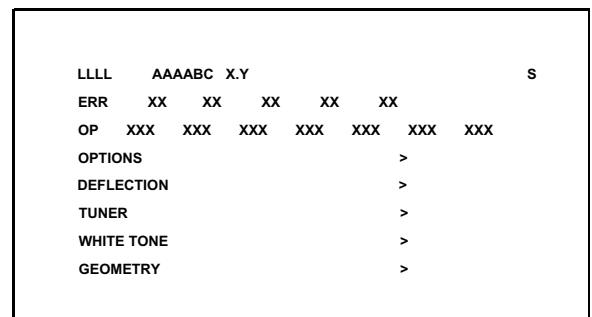 LLLL AAAABC X.Y S
ERR XX XX XX XX XX
OP XXX XXX XXX XXX XXX XXX XXX
OPTIONS >
DEFLECTION >
TUNER >
WHITE TONE >
GEOMETRY >